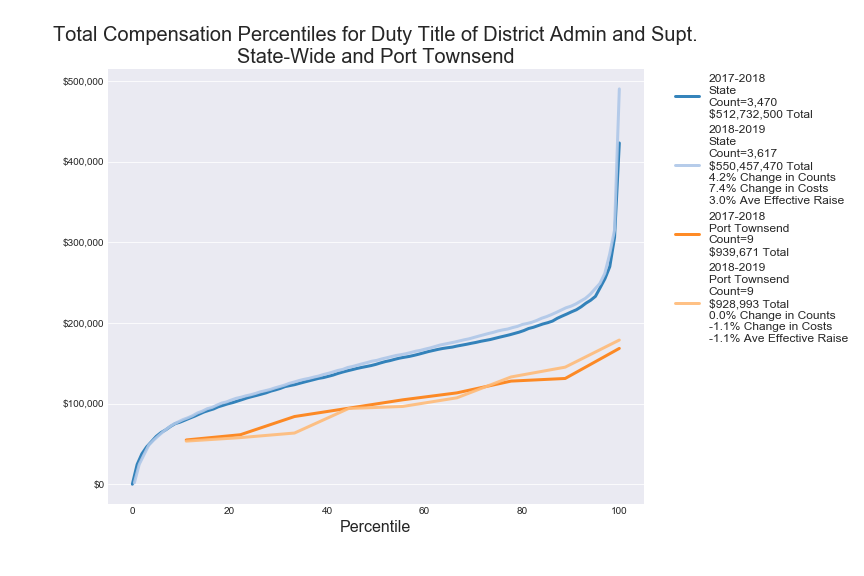 Total Compensation Percentiles for Duty Title of District Admin and Supt.
State-Wide and Port Townsend
$500,000
$400,000
$300,000
$200,000
$100,000
$0
0
20
40
60
80
100
Percentile
2017-2018
State
Count=3,470
$512,732,500 Total
2018-2019
State
Count=3,617
$550,457,470 Total
4.2% Change in Counts
7.4% Change in Costs
3.0% Ave Effective Raise
2017-2018
Port Townsend
Count=9
$939,671 Total
2018-2019
Port Townsend
Count=9
$928,993 Total
0.0% Change in Counts
-1.1% Change in Costs
-1.1% Ave Effective Raise